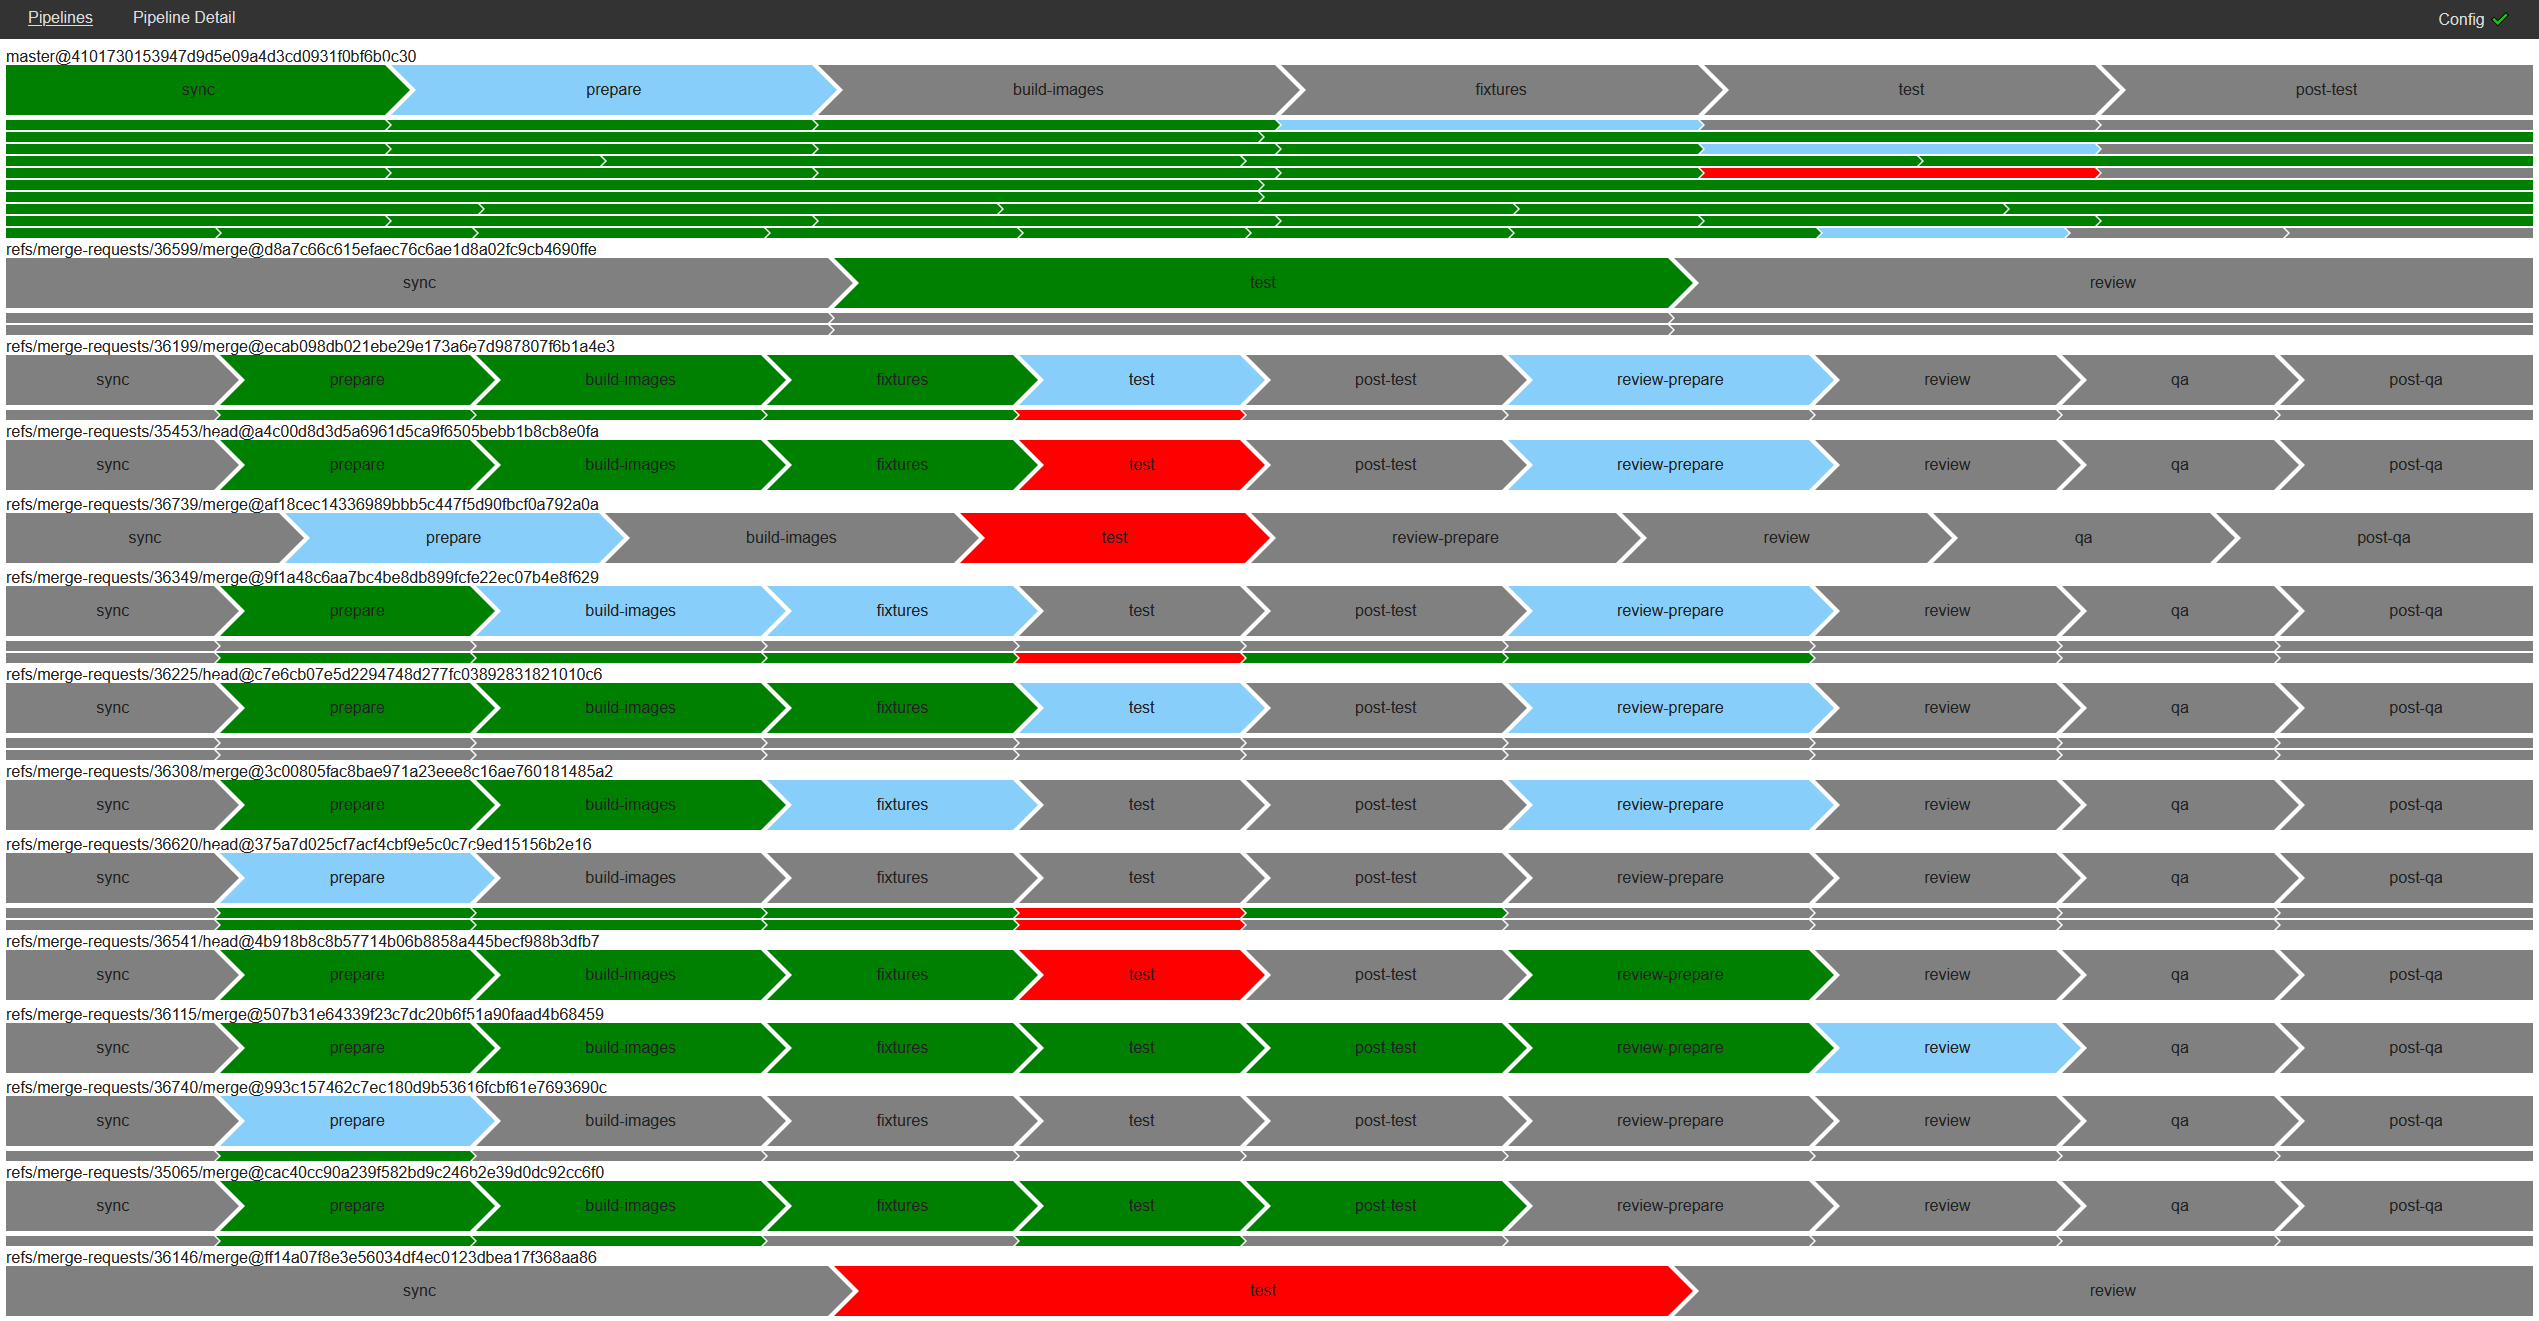 Pipelines Pipeline Detail Config
master@4101730153947d9d5e09a4d3cd0931f0bf6b0c30
sync prepare build-images fixtures test post-test
refs/merge-requests/36599/merge@d8a7c66c615efaec76c6ae1d8a02fc9cb4690ffe
sync test review
refs/merge-requests/36199/merge@ecab098db021ebe29e173a6e7d987807f6b1a4e3
sync prepare build-images fixtures test post-test review-prepare review qa post-qa
refs/merge-requests/35453/head@a4c00d8d3d5a6961d5ca9f6505bebb1b8cb8e0fa
sync prepare build-images fixtures test post-test review-prepare review qa post-qa
refs/merge-requests/36739/merge@af18cec14336989bbb5c447f5d90fbcf0a792a0a
sync prepare build-images test review-prepare review qa post-qa
refs/merge-requests/36349/merge@9f1a48c6aa7bc4be8db899fcfe22ec07b4e8f629
sync prepare build-images fixtures test post-test review-prepare review qa post-qa
refs/merge-requests/36225/head@c7e6cb07e5d2294748d277fc03892831821010c6
sync prepare build-images fixtures test post-test review-prepare review qa post-qa
refs/merge-requests/36308/merge@3c00805fac8bae971a23eee8c16ae760181485a2
sync prepare build-images fixtures test post-test review-prepare review qa post-qa
refs/merge-requests/36620/head@375a7d025cf7acf4cbf9e5c0c7c9ed15156b2e16
sync prepare build-images fixtures test post-test review-prepare review qa post-qa
refs/merge-requests/36541/head@4b918b8c8b57714b06b8858a445becf988b3dfb7
sync prepare build-images fixtures test post-test review-prepare review qa post-qa
refs/merge-requests/36115/merge@507b31e64339f23c7dc20b6f51a90faad4b68459
sync prepare build-images fixtures test post-test review-prepare review qa post-qa
refs/merge-requests/36740/merge@993c157462c7ec180d9b53616fcbf61e7693690c
sync prepare build-images fixtures test post-test review-prepare review qa post-qa
refs/merge-requests/35065/merge@cac40cc90a239f582bd9c246b2e39d0dc92cc6f0
sync prepare build-images fixtures test post-test review-prepare review qa post-qa
refs/merge-requests/36146/merge@ff14a07f8e3e56034df4ec0123dbea17f368aa86
sync test review